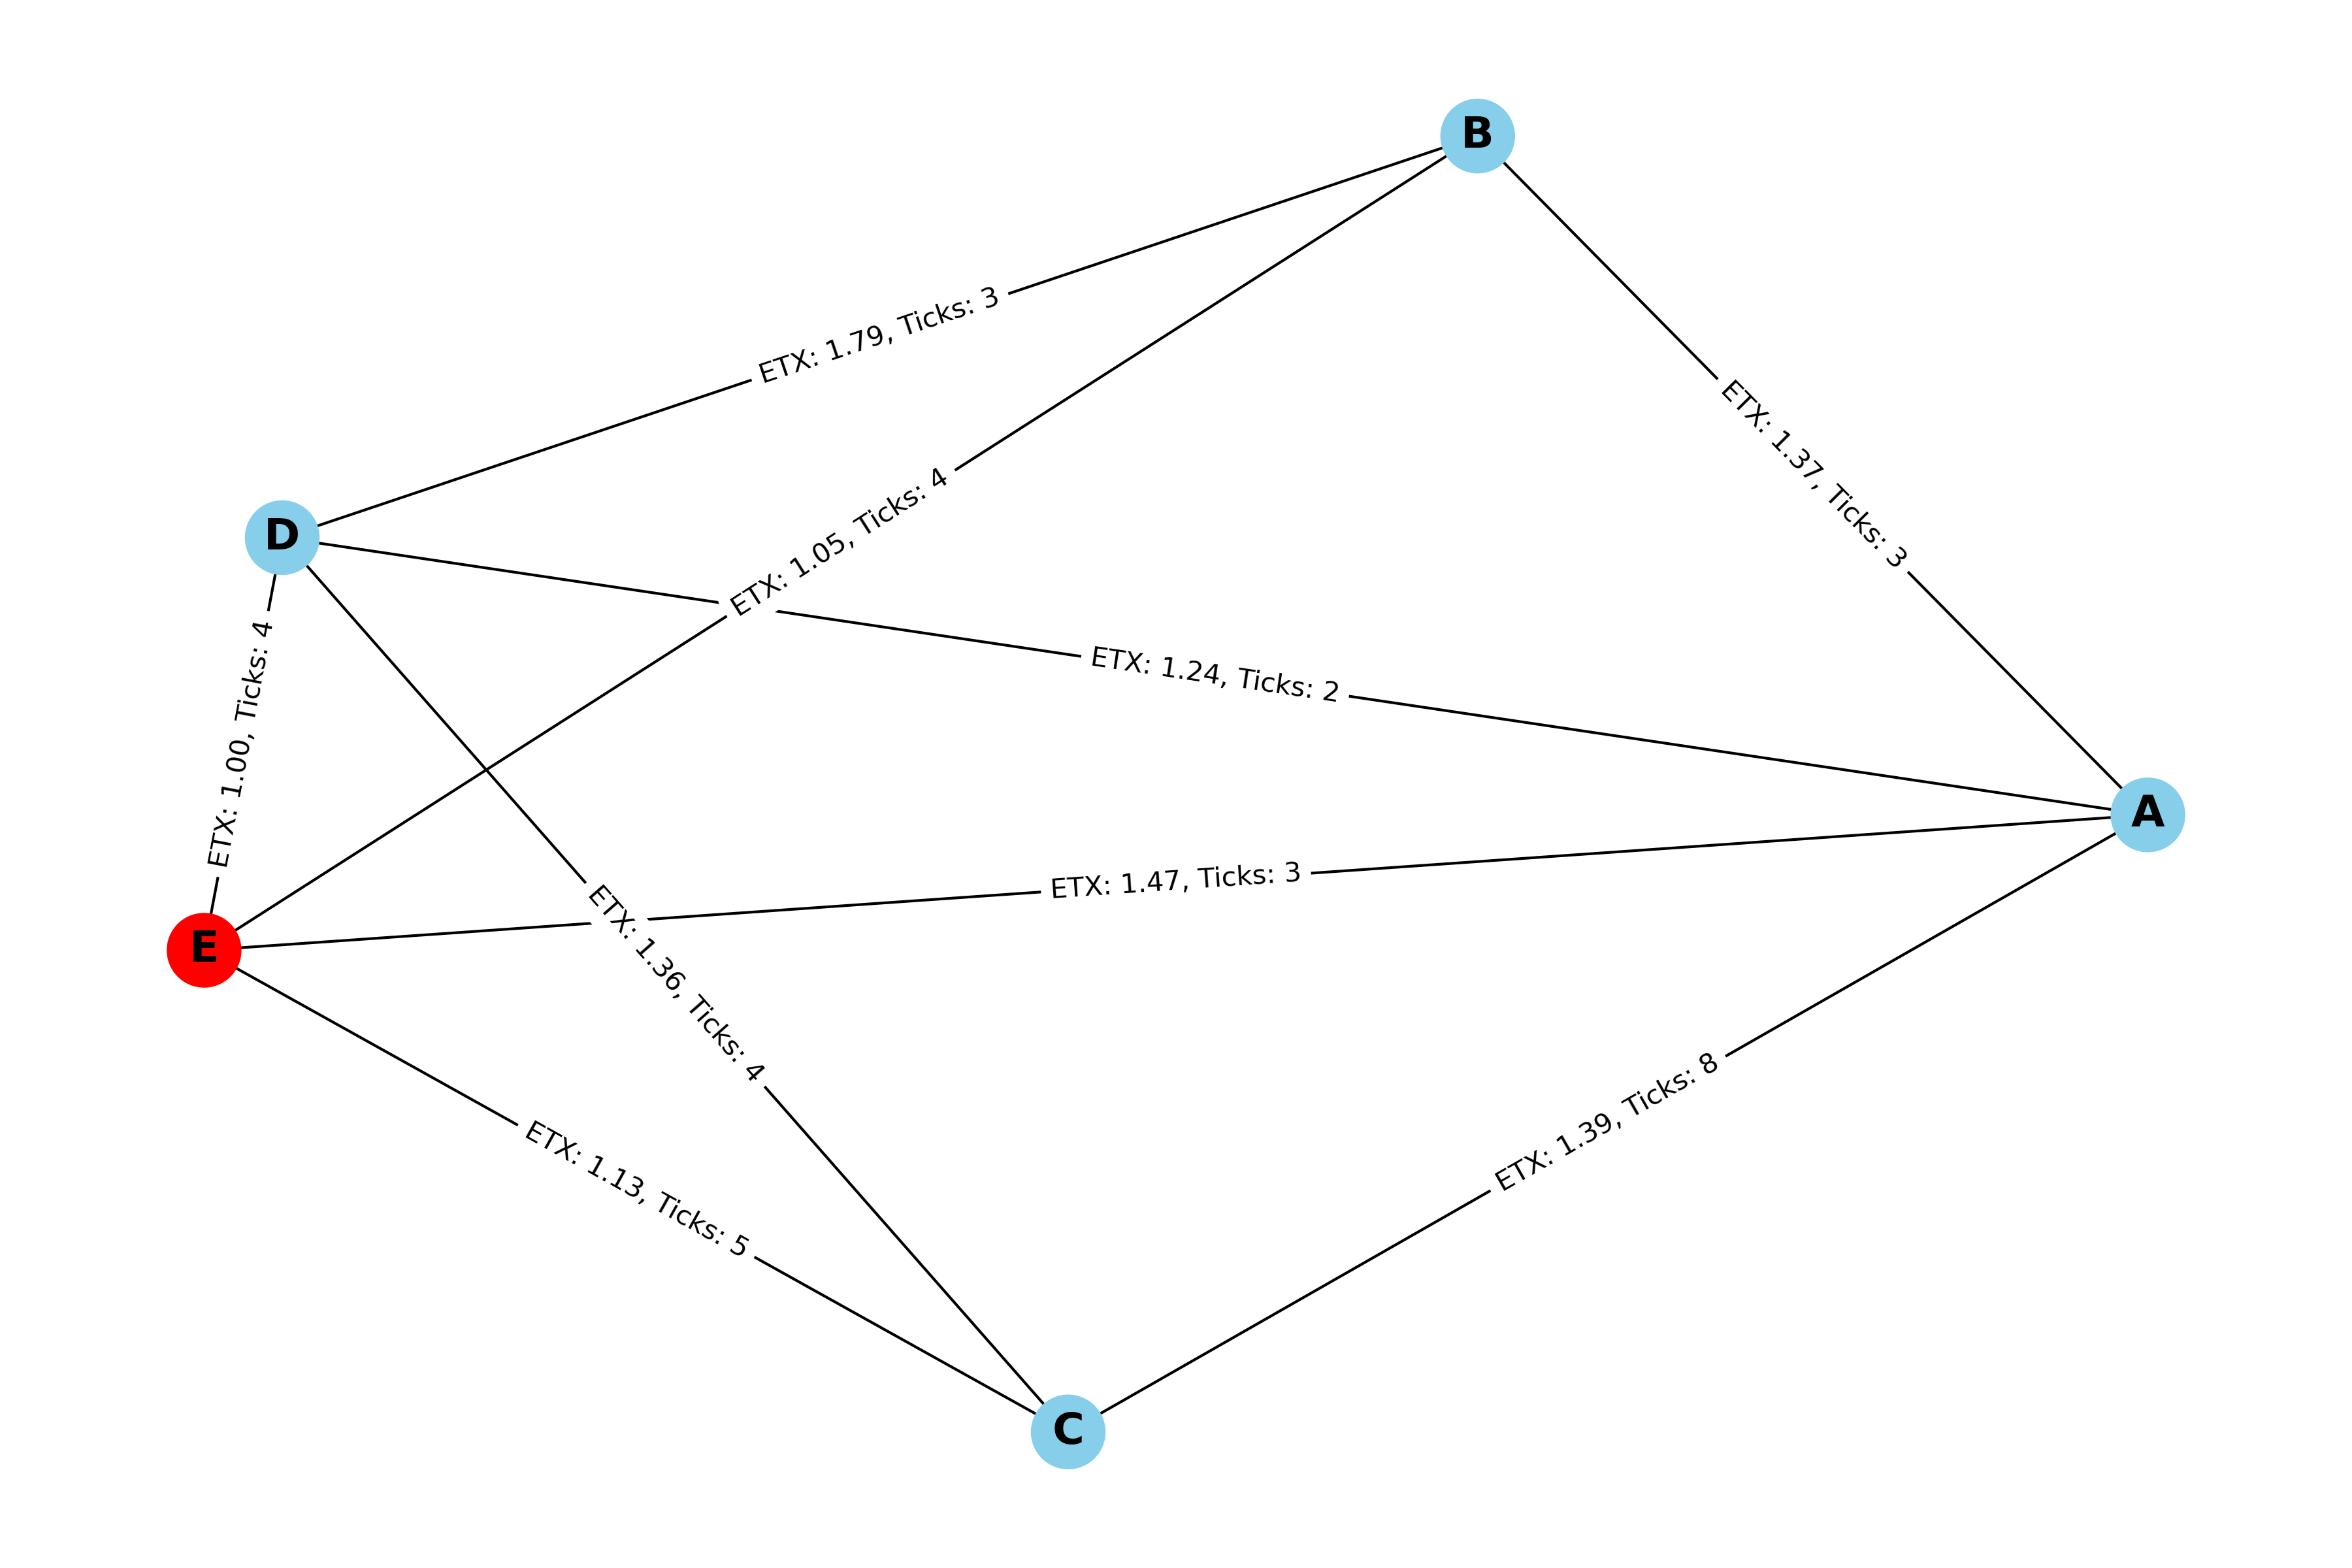 B
ETX: 1.79, Ticks: 3
ETX: 1.37, Ticks: 3
ETX: 1.05, Ticks: 4
D
ETX: 1.24, Ticks: 2
ETX: 1.00, Ticks: 4
A
ETX: 1.47, Ticks: 3
E
ETX: 1.36, Ticks: 4
ETX: 1.39, Ticks: 8
ETX: 1.13, Ticks: 5
C